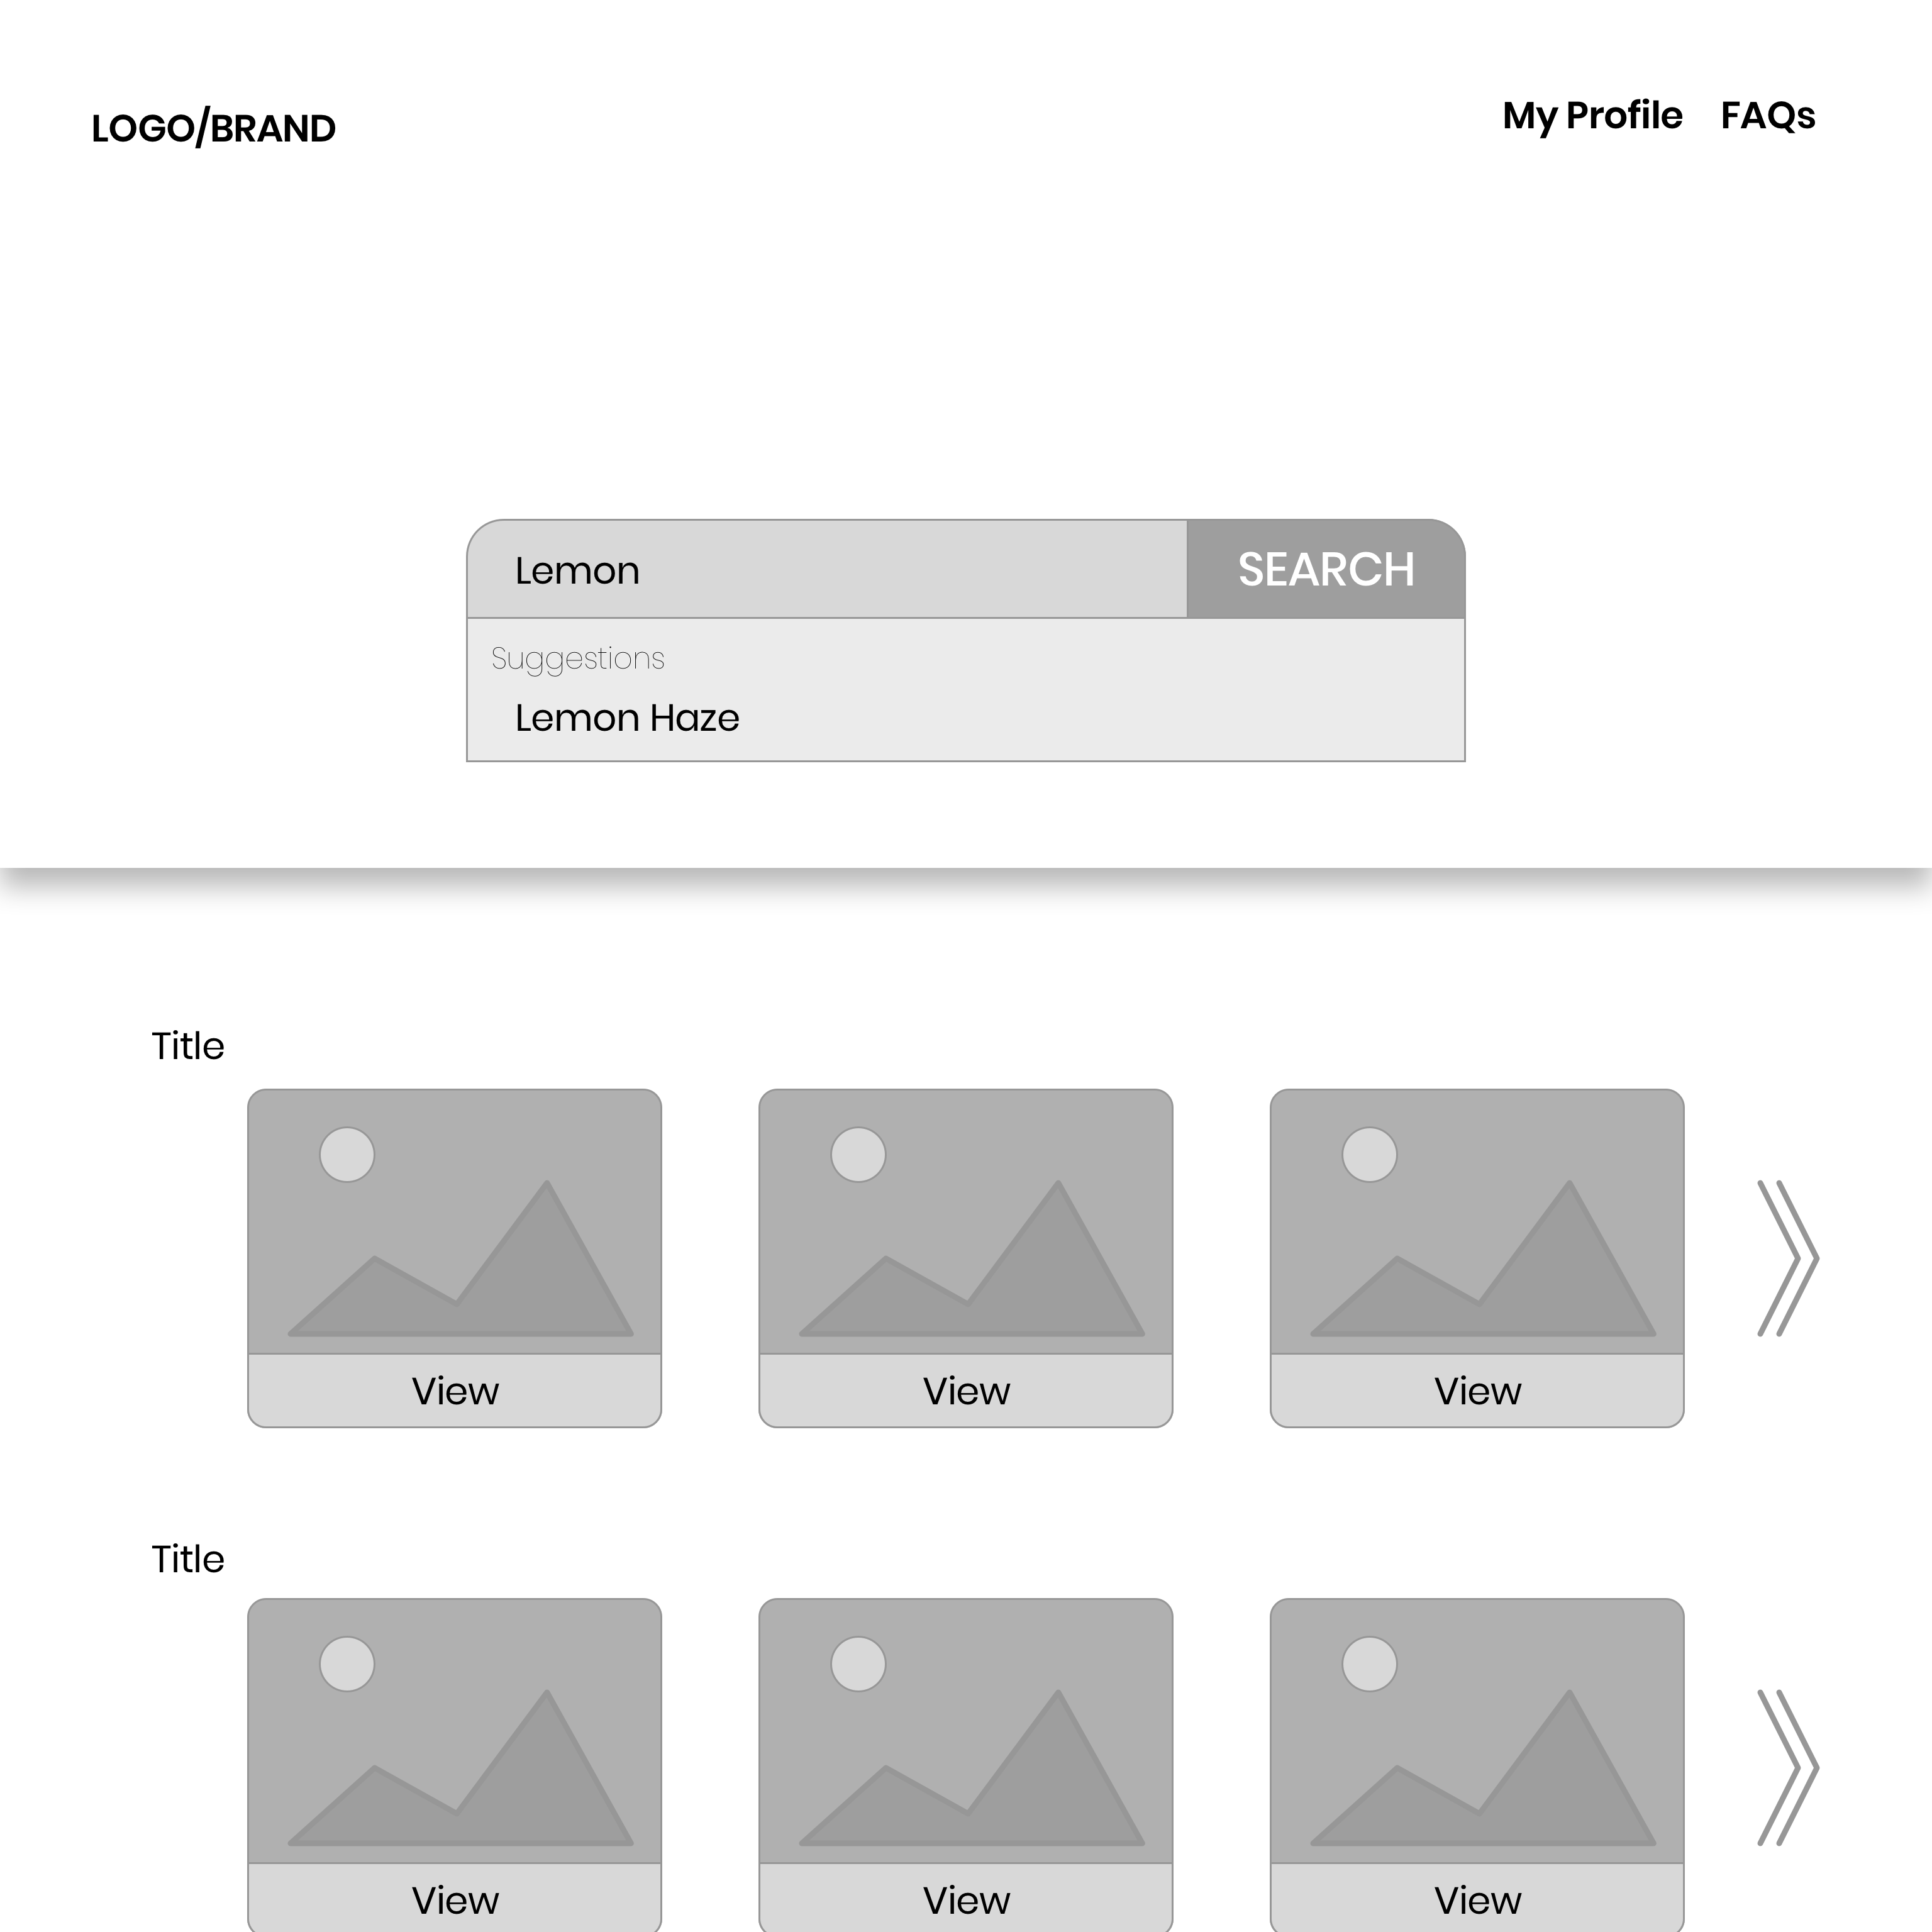 LOGO/BRAND
My Profile FAQs
Lemon
SEARCH
Suggestions
Lemon Haze
Title
View View View
Title
View View View